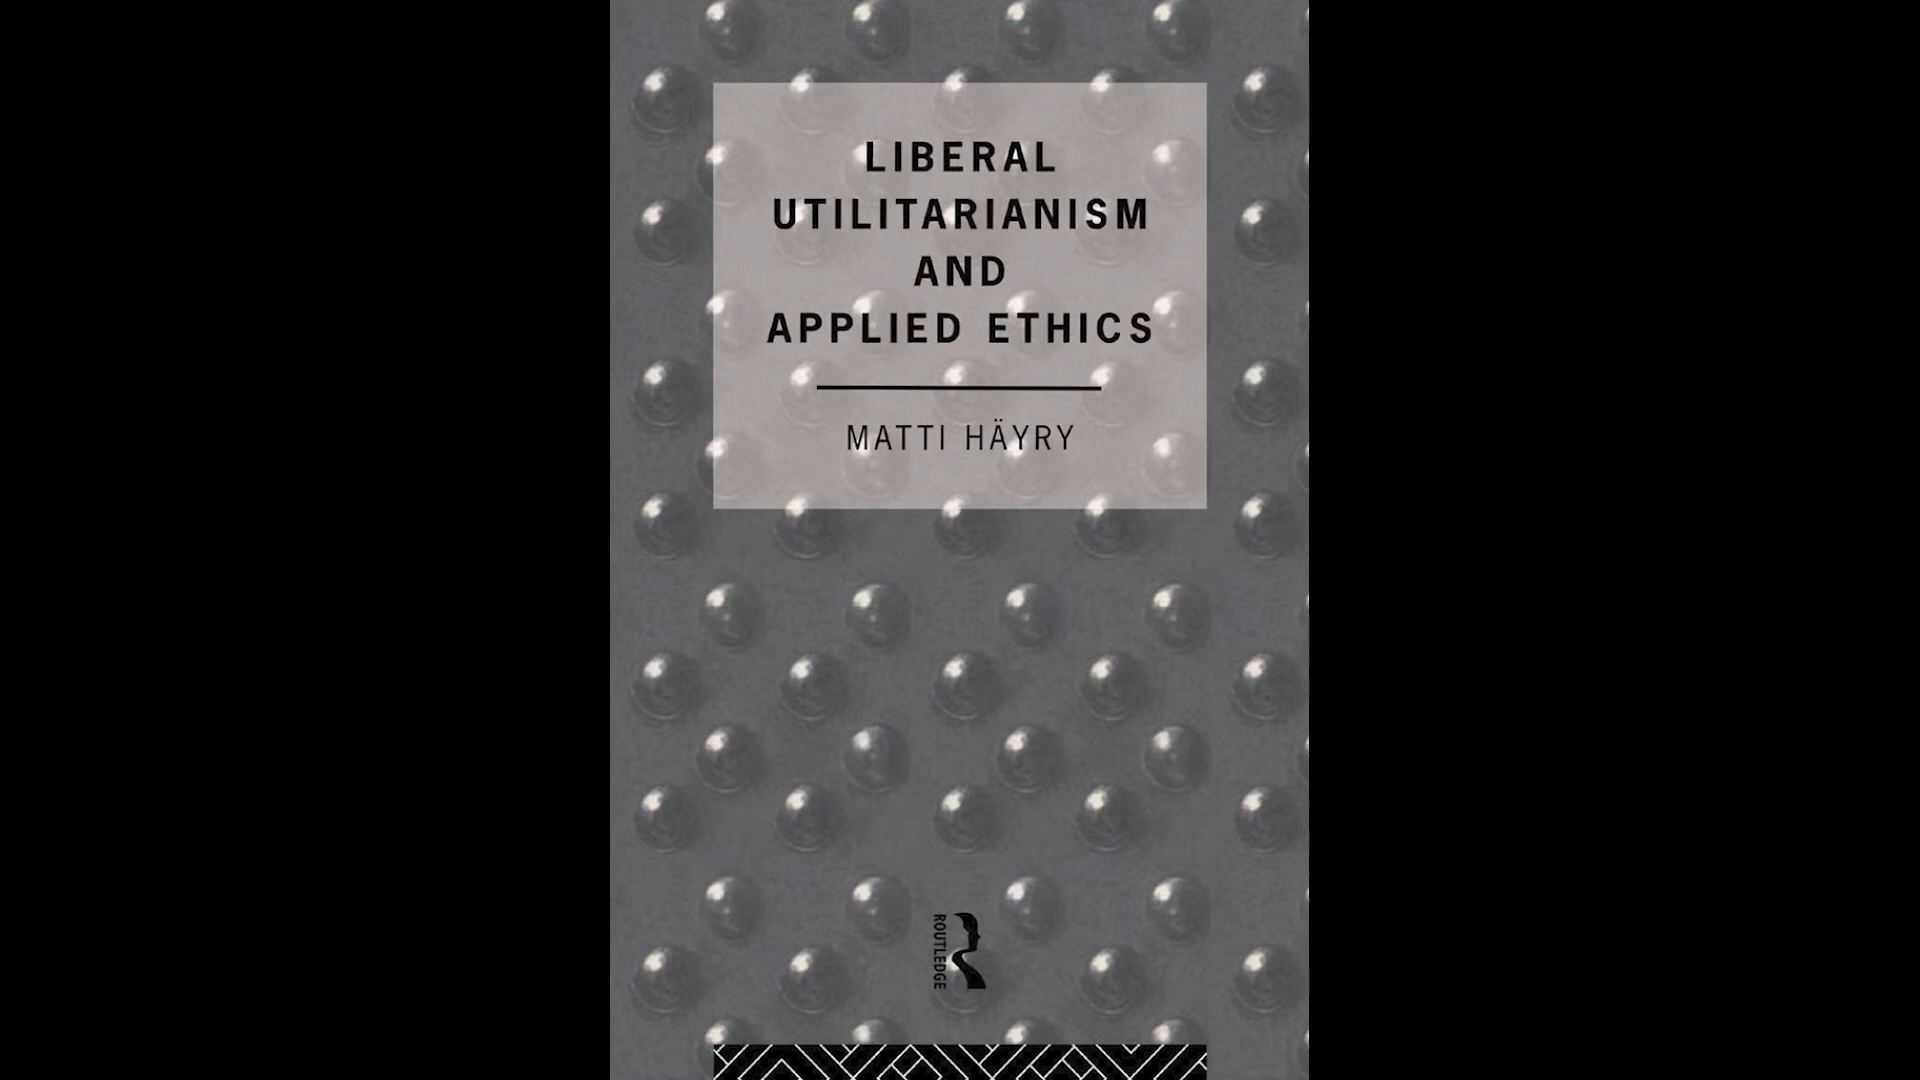 LIBERAL
UTILITARIANISM
AND
APPLIED ETHICS
MATTI HÄYRY
ROUTLEDGE